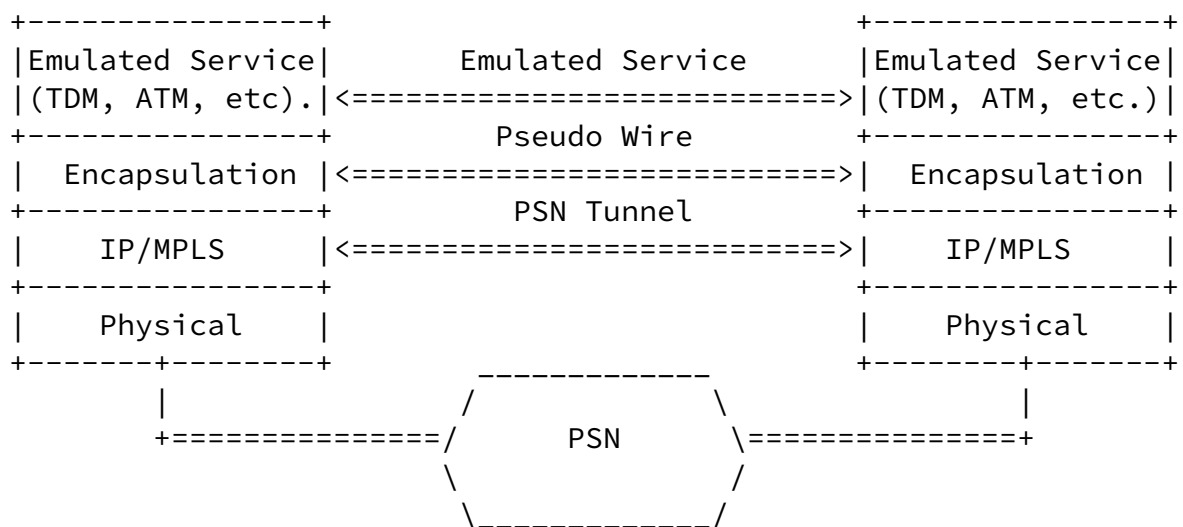 Emulated Service Emulated Service Emulated Service
(TDM, ATM, etc). (TDM, ATM, etc.)
Pseudo Wire
Encapsulation Encapsulation
PSN Tunnel
IP/MPLS IP/MPLS
Physical Physical
PSN